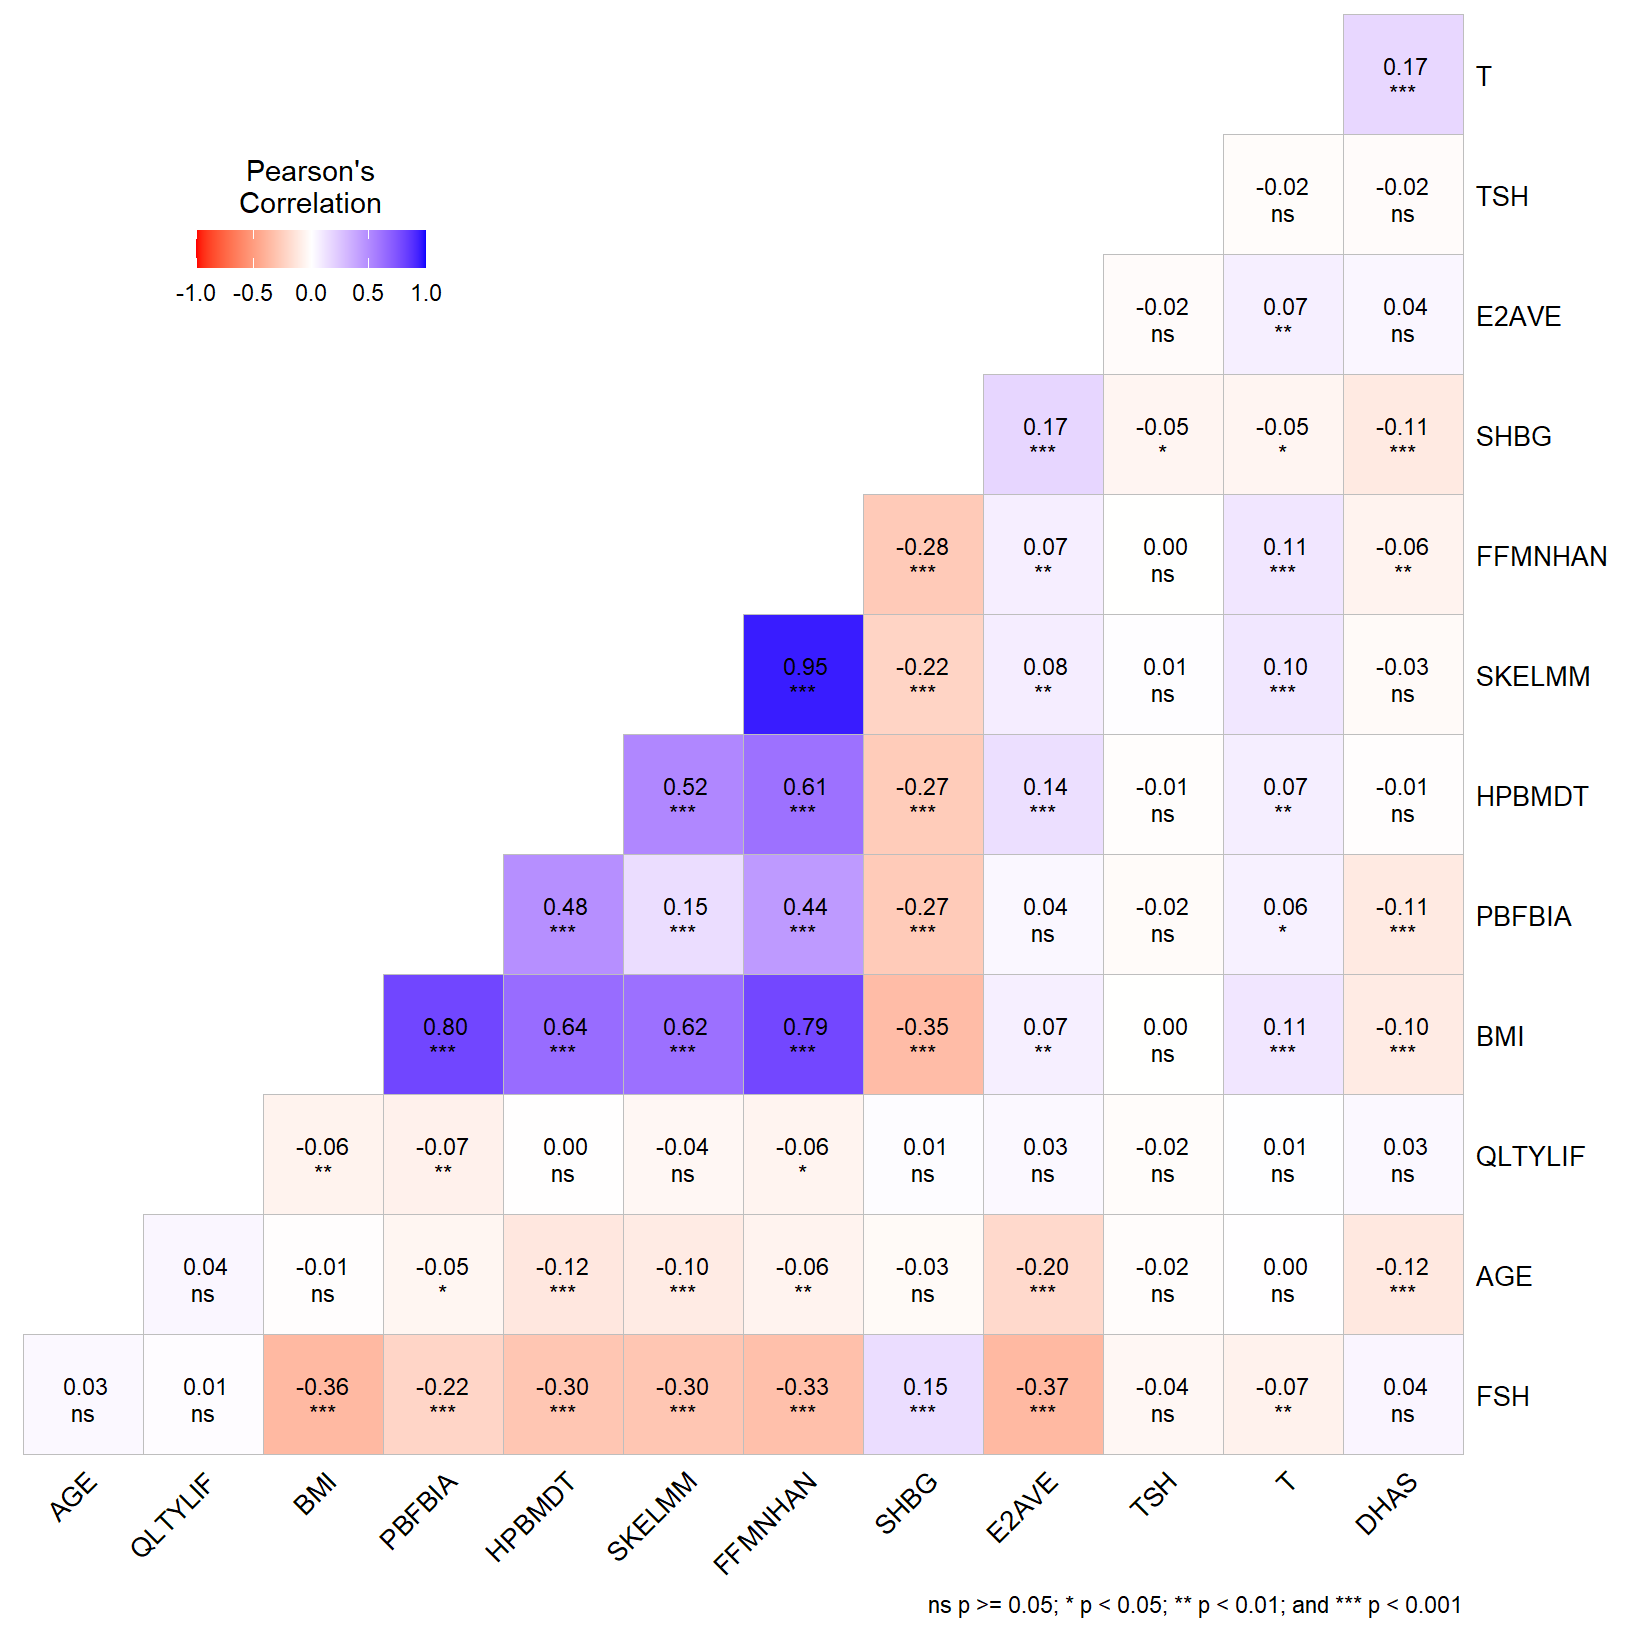 0.17 T
***
Pearson's
Correlation
-0.02 -0.02 TSH
ns ns
-1.0 -0.5 0.0 0.5 1.0
-0.02 0.07 0.04 E2AVE
ns ** ns
0.17 -0.05 -0.05 -0.11 SHBG
*** * * ***
-0.28 0.07 0.00 0.11 -0.06 FFMNHAN
*** ** ns *** **
0.95 -0.22 0.08 0.01 0.10 -0.03 SKELMM
*** *** ** ns *** ns
0.52 0.61 -0.27 0.14 -0.01 0.07 -0.01 HPBMDT
*** *** *** *** ns ** ns
0.48 0.15 0.44 -0.27 0.04 -0.02 0.06 -0.11 PBFBIA
*** *** *** *** ns ns * ***
0.80 0.64 0.62 0.79 -0.35 0.07 0.00 0.11 -0.10 BMI
*** *** *** *** *** ** ns *** ***
-0.06 -0.07 0.00 -0.04 -0.06 0.01 0.03 -0.02 0.01 0.03 QLTYLIF
** ** ns ns * ns ns ns ns ns
0.04 -0.01 -0.05 -0.12 -0.10 -0.06 -0.03 -0.20 -0.02 0.00 -0.12 AGE
ns ns * *** *** ** ns *** ns ns ***
0.03 0.01 -0.36 -0.22 -0.30 -0.30 -0.33 0.15 -0.37 -0.04 -0.07 0.04 FSH
ns ns *** *** *** *** *** *** *** ns ** ns
AGE QLTYLIF BMI PBFBIA HPBMDT SKELMM FFMNHAN SHBG E2AVE TSH T DHAS
ns p >= 0.05; * p < 0.05; ** p < 0.01; and *** p < 0.001